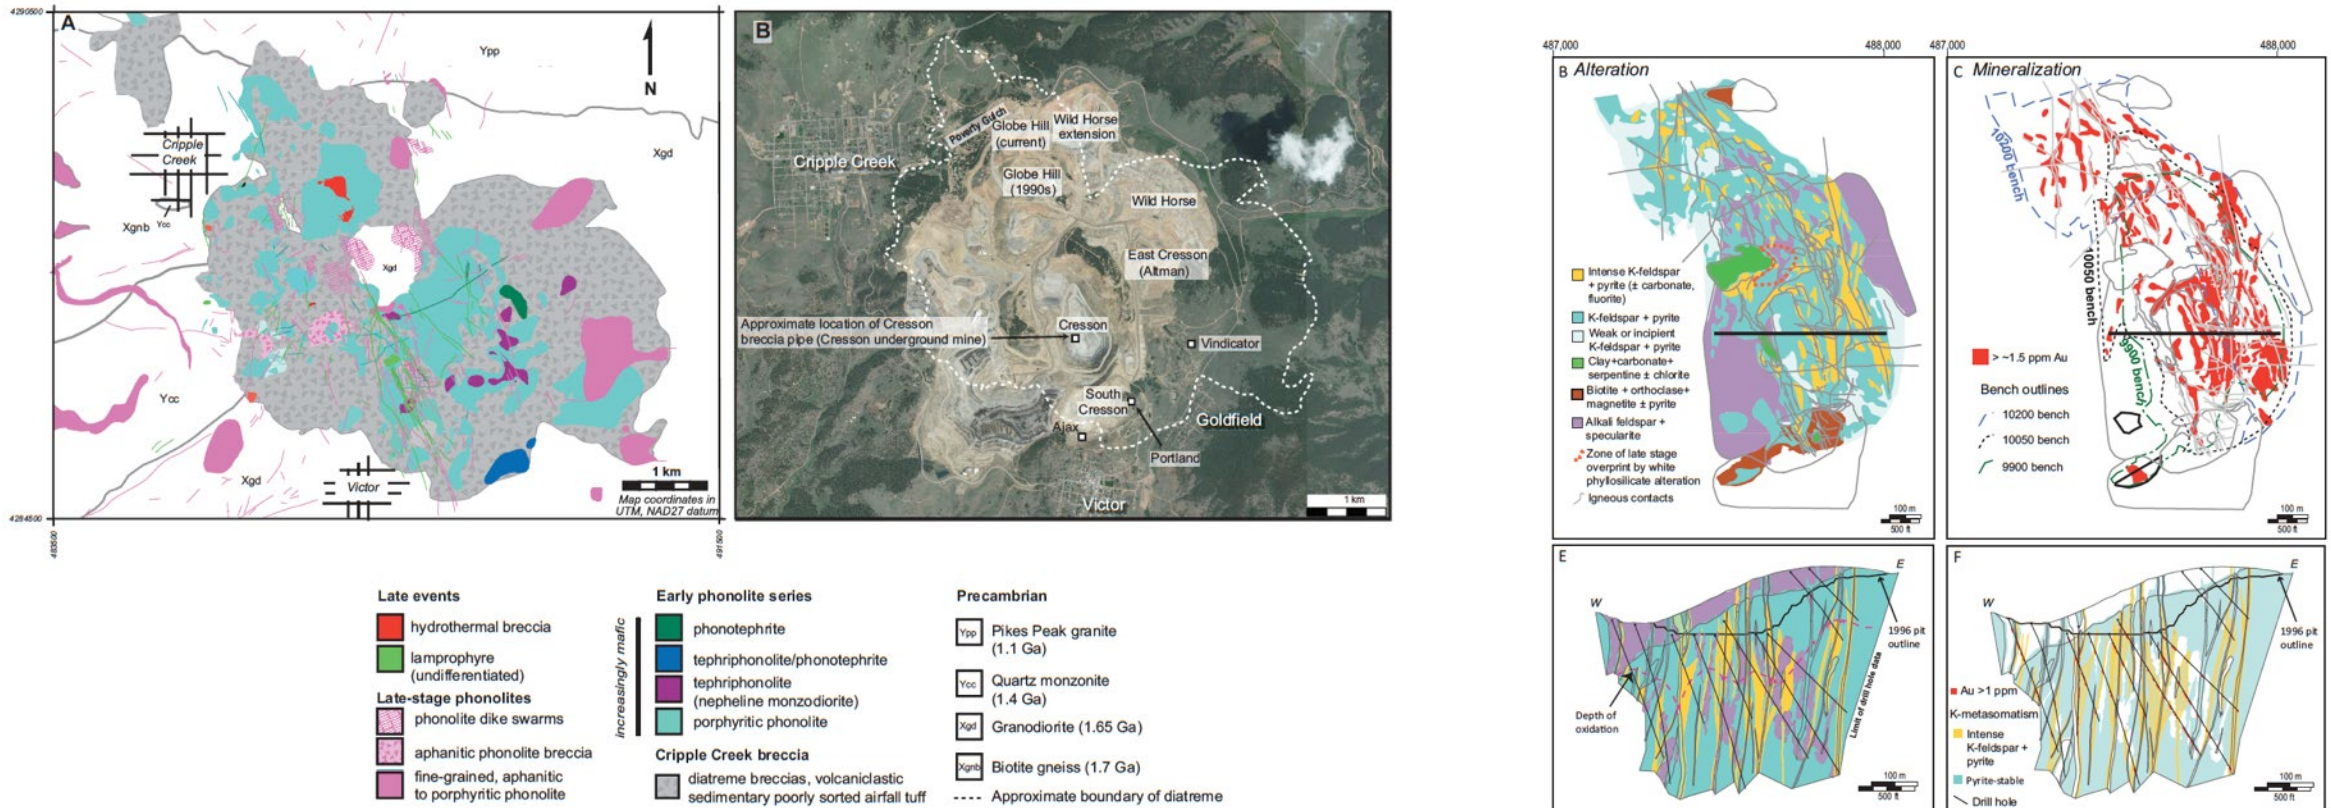 4290500
A
Ypp
N
Cripple
Creek
Xgd
Xgnb
Ycc
Xgd
Ycc
Xgd
Victor
1 km
Map coordinates in
UTM, NAD27 datum
4284500
483500
491500
B
Poverty Gulch
Globe Hill
(current)
Wild Horse
extension
Cripple Creek
Globe Hill
(1990s)
Wild Horse
East Cresson
(Altman)
Approximate location of Cresson
breccia pipe (Cresson underground mine)
Cresson
Vindicator
South
Cresson
Goldfield
Ajax
Portland
Victor
1 km
Late events
hydrothermal breccia
lamprophyre
(undifferentiated)
Late-stage phonolites
phonolite dike swarms
aphanitic phonolite breccia
fine-grained, aphanitic
to porphyritic phonolite
increasingly mafic
Early phonolite series
phonotephrite
tephriphonolite/phonotephrite
tephriphonolite
(nepheline monzodiorite)
porphyritic phonolite
Cripple Creek breccia
diatreme breccias, volcaniclastic
sedimentary poorly sorted airfall tuff
Precambrian
Ypp Pikes Peak granite
(1.1 Ga)
Ycc Quartz monzonite
(1.4 Ga)
Xgd Granodiorite (1.65 Ga)
Xgnb Biotite gneiss (1.7 Ga)
Approximate boundary of diatreme
487,000
488,000
B Alteration
Intense K-feldspar
+ pyrite (± carbonate,
fluorite)
K-feldspar + pyrite
Weak or incipient
K-feldspar + pyrite
Clay+carbonate+
serpentine ± chlorite
Biotite + orthoclase+
magnetite ± pyrite
Alkali feldspar +
specularite
Zone of late stage
overprint by white
phyllosilicate alteration
Igneous contacts
100 m
500 ft
487,000
488,000
C Mineralization
10200 bench
10050 bench
9900 bench
> ~1.5 ppm Au
Bench outlines
10200 bench
10050 bench
9900 bench
100 m
500 ft
E
W
E
1996 pit
outline
Depth of
oxidation
Limit of drill hole data
100 m
500 ft
F
W
E
1996 pit
outline
Au >1 ppm
K-metasomatism
Intense
K-feldspar +
pyrite
Pyrite-stable
Drill hole
100 m
500 ft